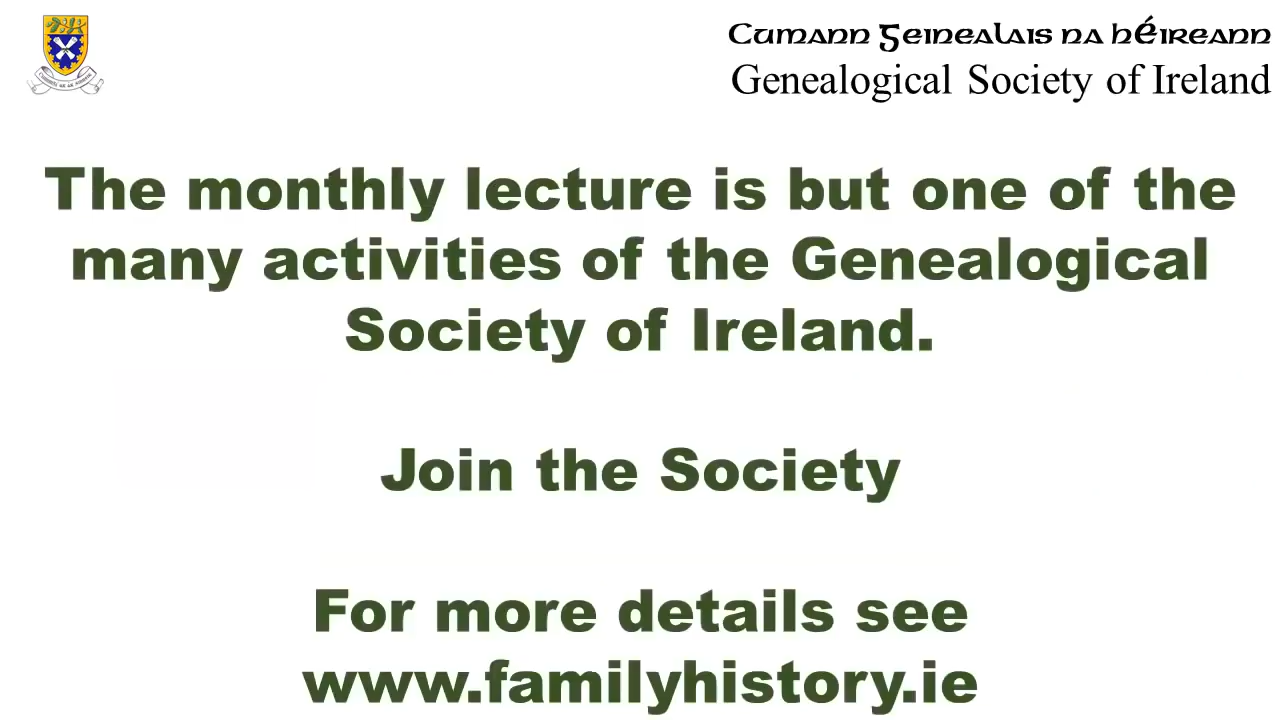 Cumann Geinealais na hÉireann
Genealogical Society of Ireland
The monthly lecture is but one of the
many activities of the Genealogical
Society of Ireland.
Join the Society
For more details see
www.familyhistory.ie